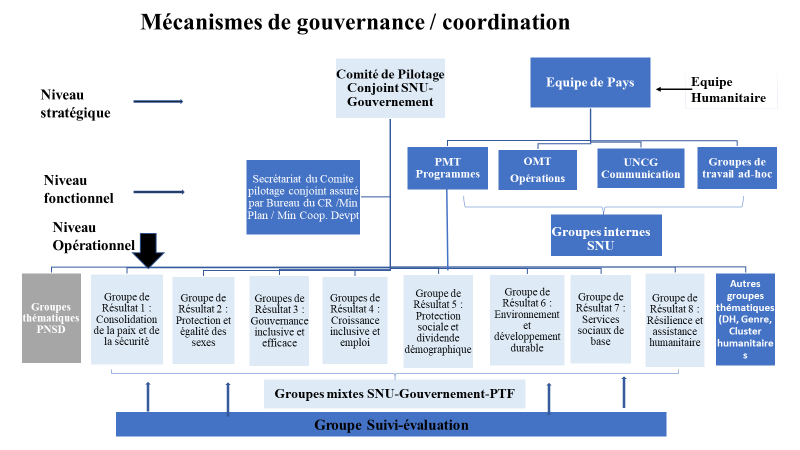 Mécanismes de gouvernance / coordination
Niveau
stratégique
Comité de Pilotage
Conjoint SNU-
Gouvernement
Equipe de Pays
Equipe
Humanitaire
Niveau
fonctionnel
Secrétariat du Comite
pilotage conjoint assuré
par Bureau du CR /Min
Plan / Min Coop. Devpt
PMT
Programmes
OMT
Opérations
UNCG
Communication
Groupes de
travail ad-hoc
Groupes internes
SNU
Niveau
Opérationnel
Groupes
thématiques
PNSD
Groupe de
Résultat 1 :
Consolidation
de la paix et de
la sécurité
Groupe de
Résultat 2 :
Protection et
égalité des
sexes
Groupes de
Résultat 3 :
Gouvernance
inclusive et
efficace
Groupe de
Résultat 4 :
Croissance
inclusive et
emploi
Groupe de
Résultat 5 :
Protection
sociale et
dividende
démographique
Groupe de
Résultat 6 :
Environnement
et
développement
durable
Groupe de
Résultat 7 :
Services
sociaux de
base
Groupe de
Résultat 8 :
Résilience et
assistance
humanitaire
Autres
groupes
thématiques
(DH, Genre,
Cluster
humanitaire
s
Groupes mixtes SNU-Gouvernement-PTF
Groupe Suivi-évaluation